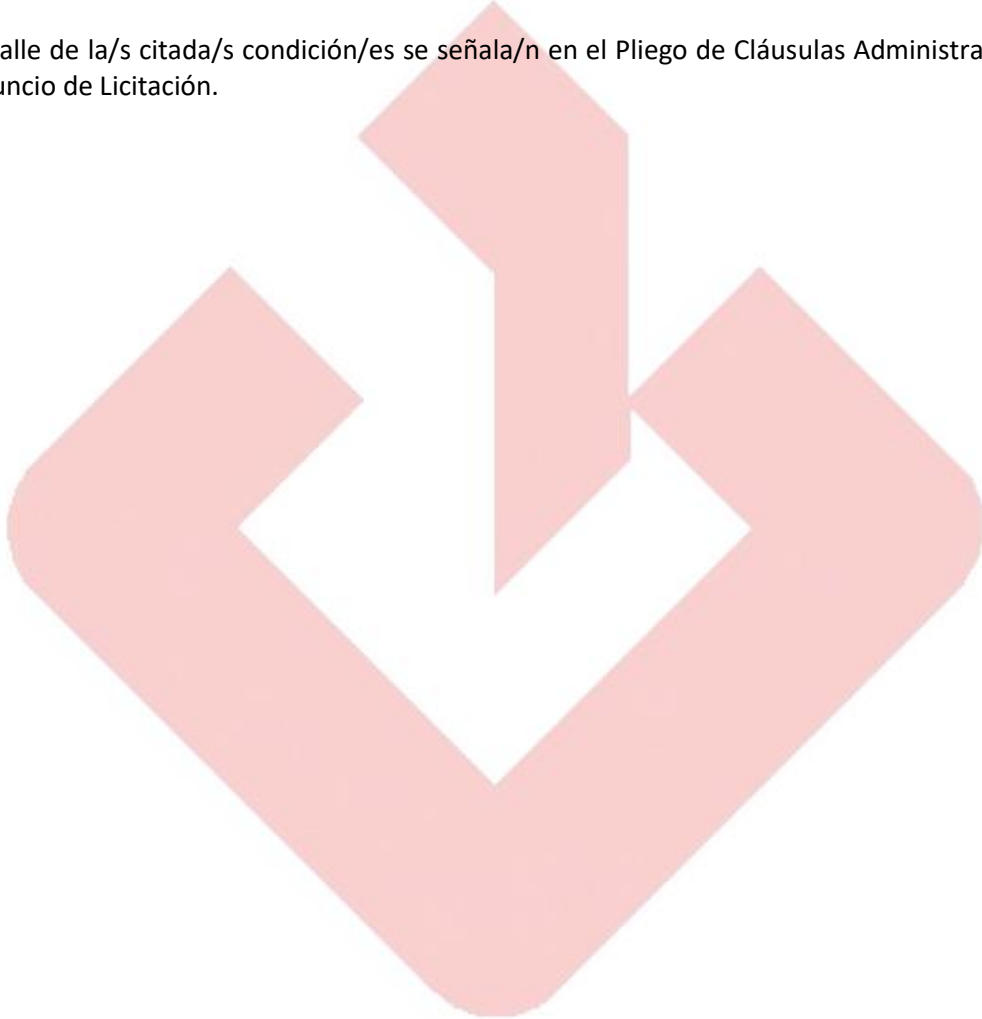 alle de la/s citada/s condición/es se señala/n en el Pliego de Cláusulas Administra
uncio de Licitación.